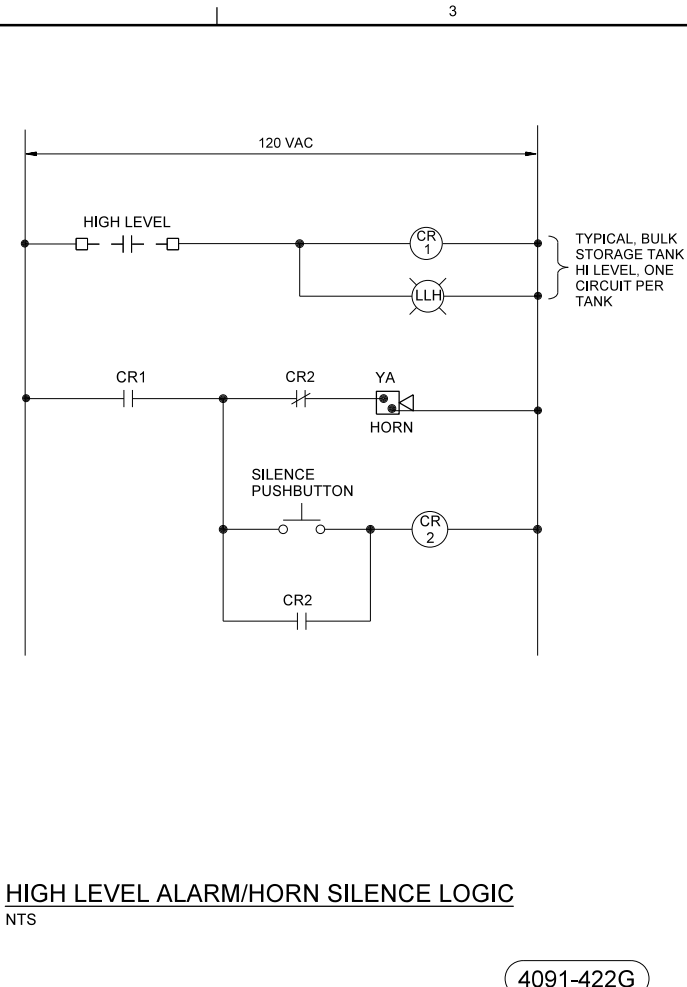 3
120 VAC
HIGH LEVEL
CR
1
TYPICAL, BULK
STORAGE TANK
HI LEVEL, ONE
CIRCUIT PER
TANK
LLH
CR1
CR2
YA
HORN
SILENCE
PUSHBUTTON
CR
2
CR2
HIGH LEVEL ALARM/HORN SILENCE LOGIC
NTS
4091-422G